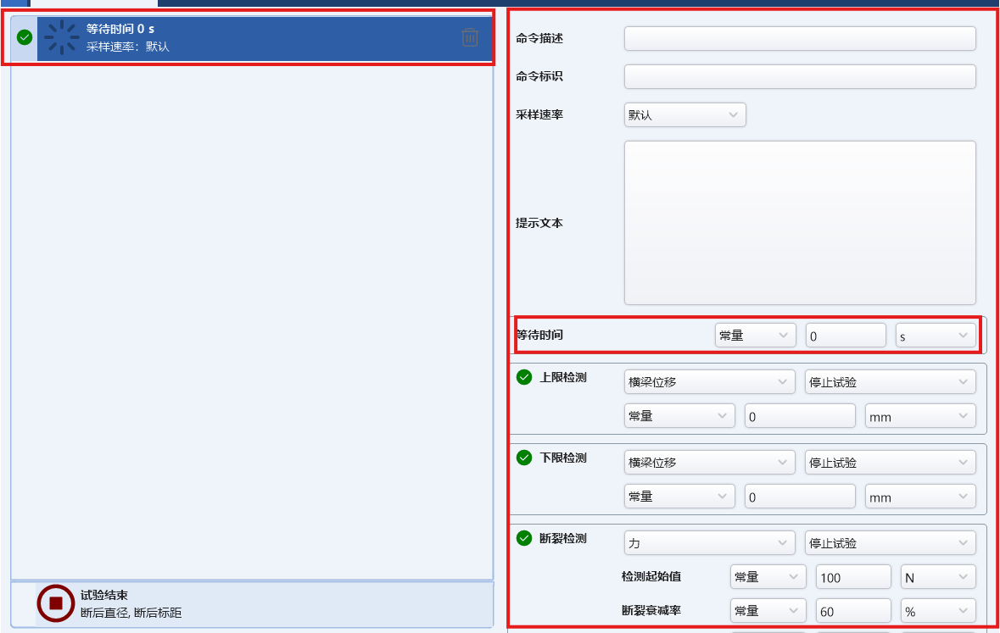 等待时间 0 s
采样速率：默认
试验结束
断后直径, 断后标距
命令描述
命令标识
采样速率 默认
提示文本
等待时间 常量 0 s
上限检测 横梁位移 停止试验
常量 0 mm
下限检测 横梁位移 停止试验
常量 0 mm
断裂检测 力 停止试验
检测起始值 常量 100 N
断裂衰减率 常量 60 %